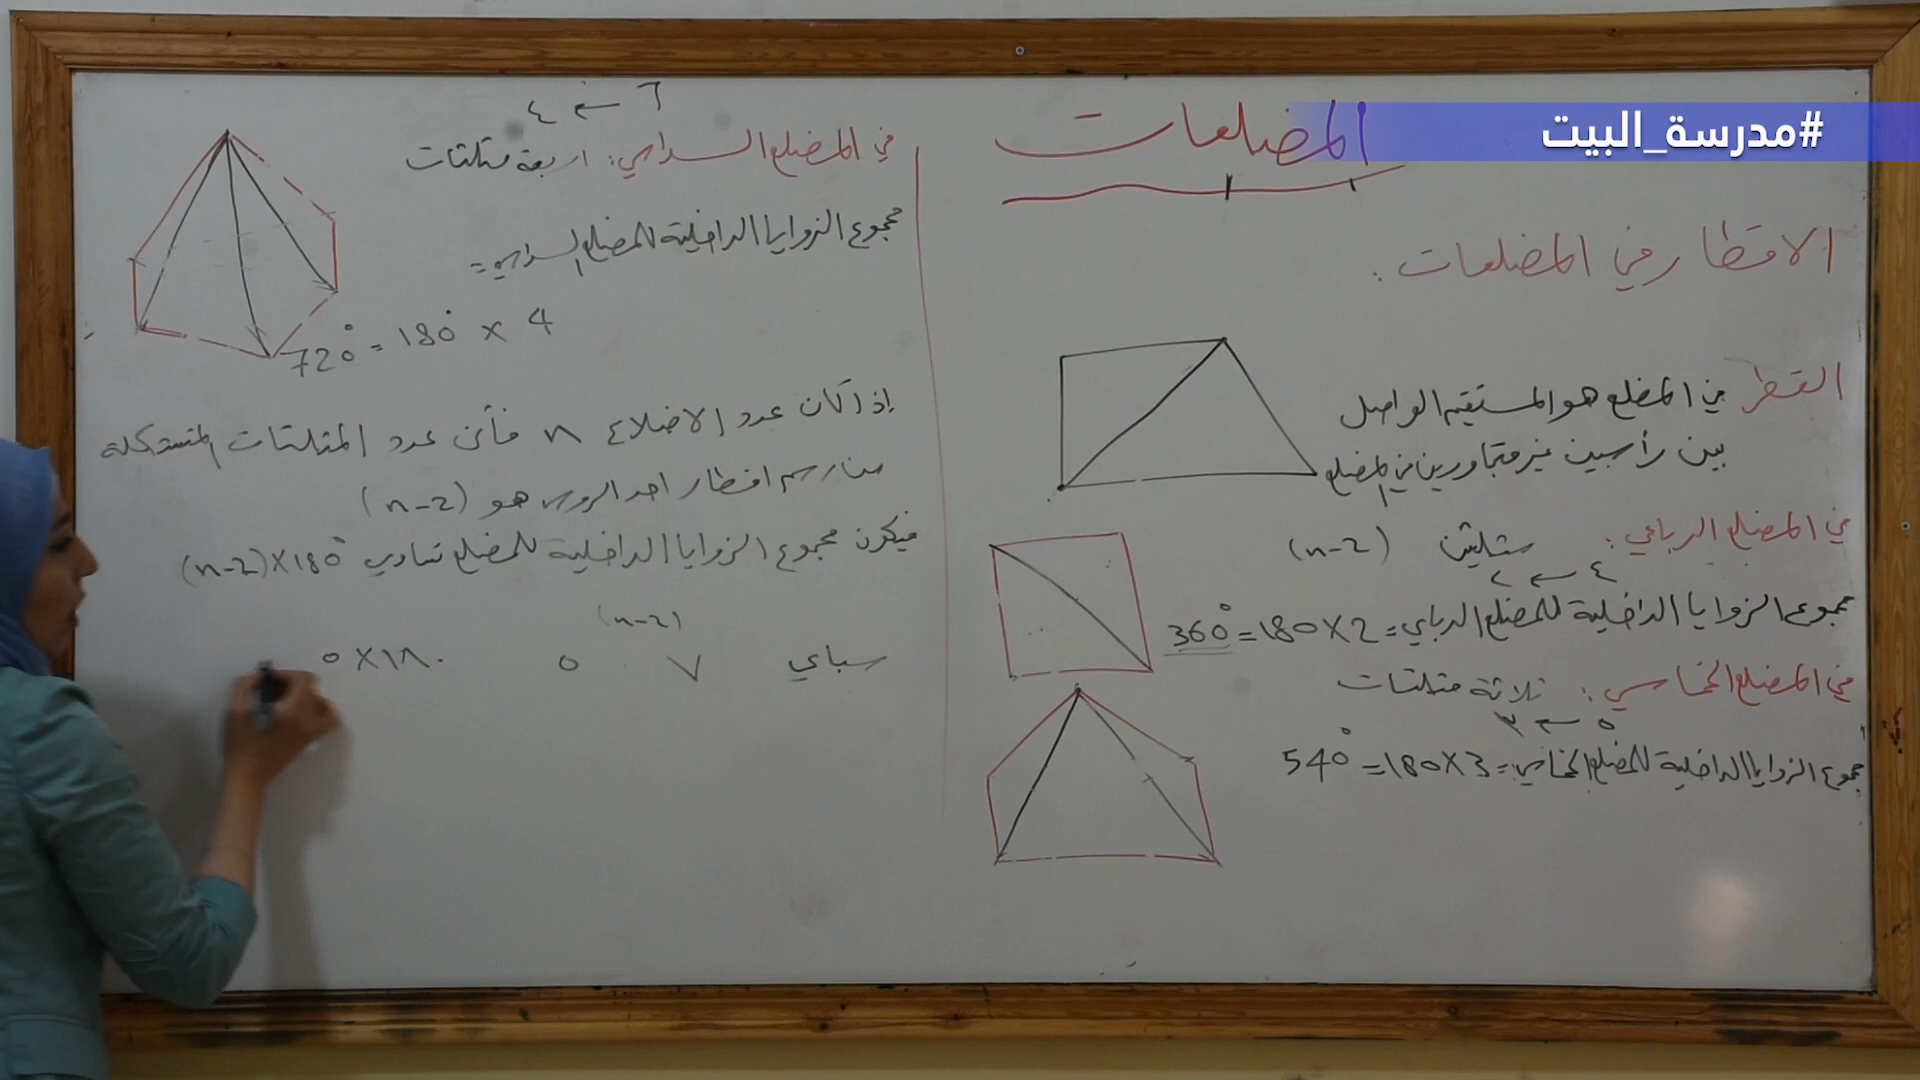 #مدرسة_البيت
المضلعات
الاقطار في المضلعات:
القطر في المضلع هو المستقيم الواصل
بين رأسين غير متجاورين في المضلع
في المضلع الرباعي: مثلثين (n-2)
٤ ← ٢
مجموع الزوايا الداخلية للمضلع الرباعي = 2×180 = 360°
في المضلع الخماسي: ثلاثة مثلثات
٥ ← ٣
مجموع الزوايا الداخلية للمضلع الخماسي = 3×180 = 540°
٦ ← ٤
في المضلع السداسي: اربعة مثلثات
مجموع الزوايا الداخلية للمضلع السداسي =
4 × 180° = 720°
إذا كان عدد الاضلاع n فأن عدد المثلثات المتشكلة
من رسم اقطار احد الرؤوس هو (n-2)
فيكون مجموع الزوايا الداخلية للمضلع تساوي (n-2)×180°
(n-2)
سباعي ٧ ٥ ٥×١٨٠